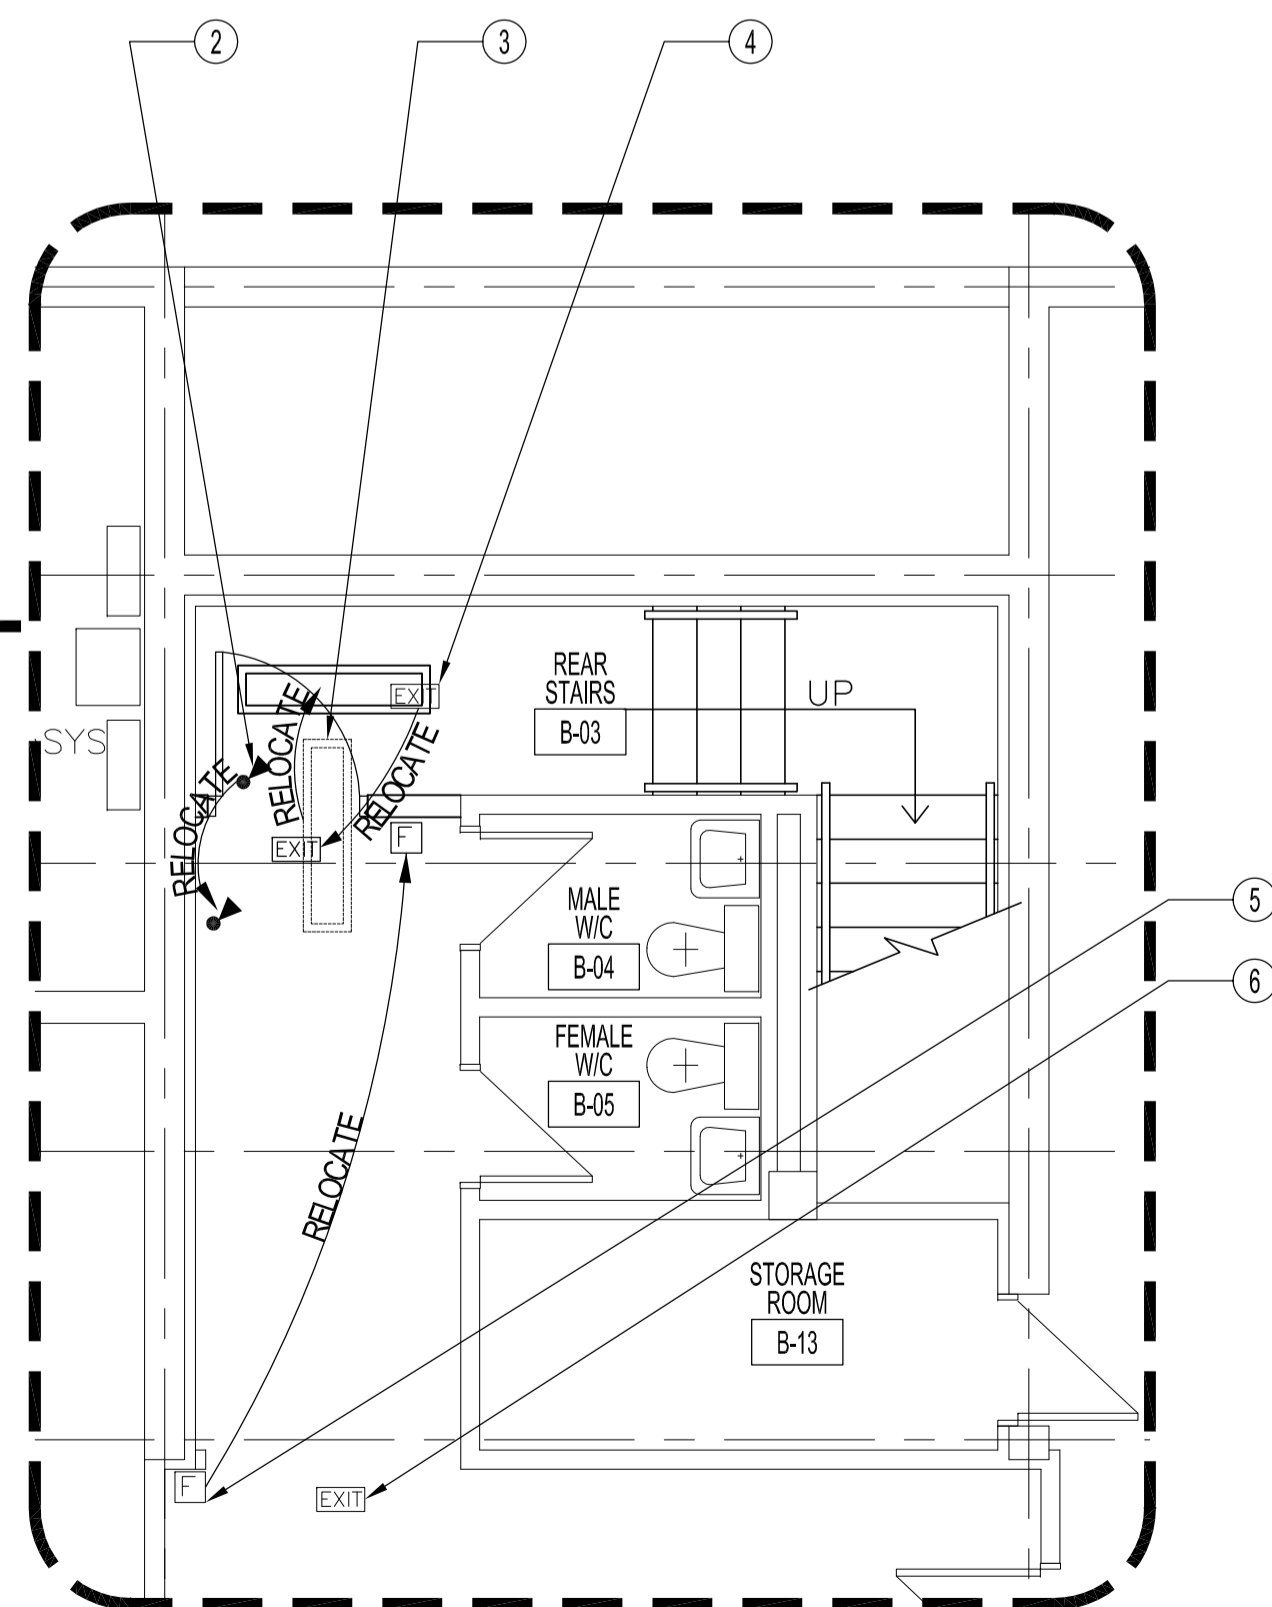 2
3
4
REAR
STAIRS
B-03
UP
EXIT
SYS
RELOCATE
RELOCATE
RELOCATE
EXIT
F
MALE
W/C
B-04
5
6
FEMALE
W/C
B-05
RELOCATE
STORAGE
ROOM
B-13
F
EXIT